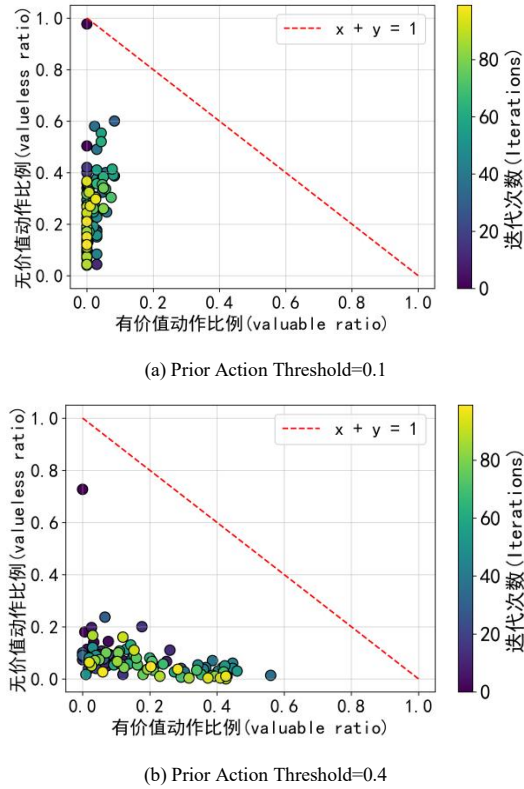 1.0
0.8
0.6
0.4
0.2
0.0
无价值动作比例(valueless ratio)
x + y = 1
0.0 0.2 0.4 0.6 0.8 1.0
有价值动作比例(valuable ratio)
80
60
40
20
0
迭代次数(Iterations)
(a) Prior Action Threshold=0.1
1.0
0.8
0.6
0.4
0.2
0.0
无价值动作比例(valueless ratio)
x + y = 1
0.0 0.2 0.4 0.6 0.8 1.0
有价值动作比例(valuable ratio)
80
60
40
20
0
迭代次数(Iterations)
(b) Prior Action Threshold=0.4